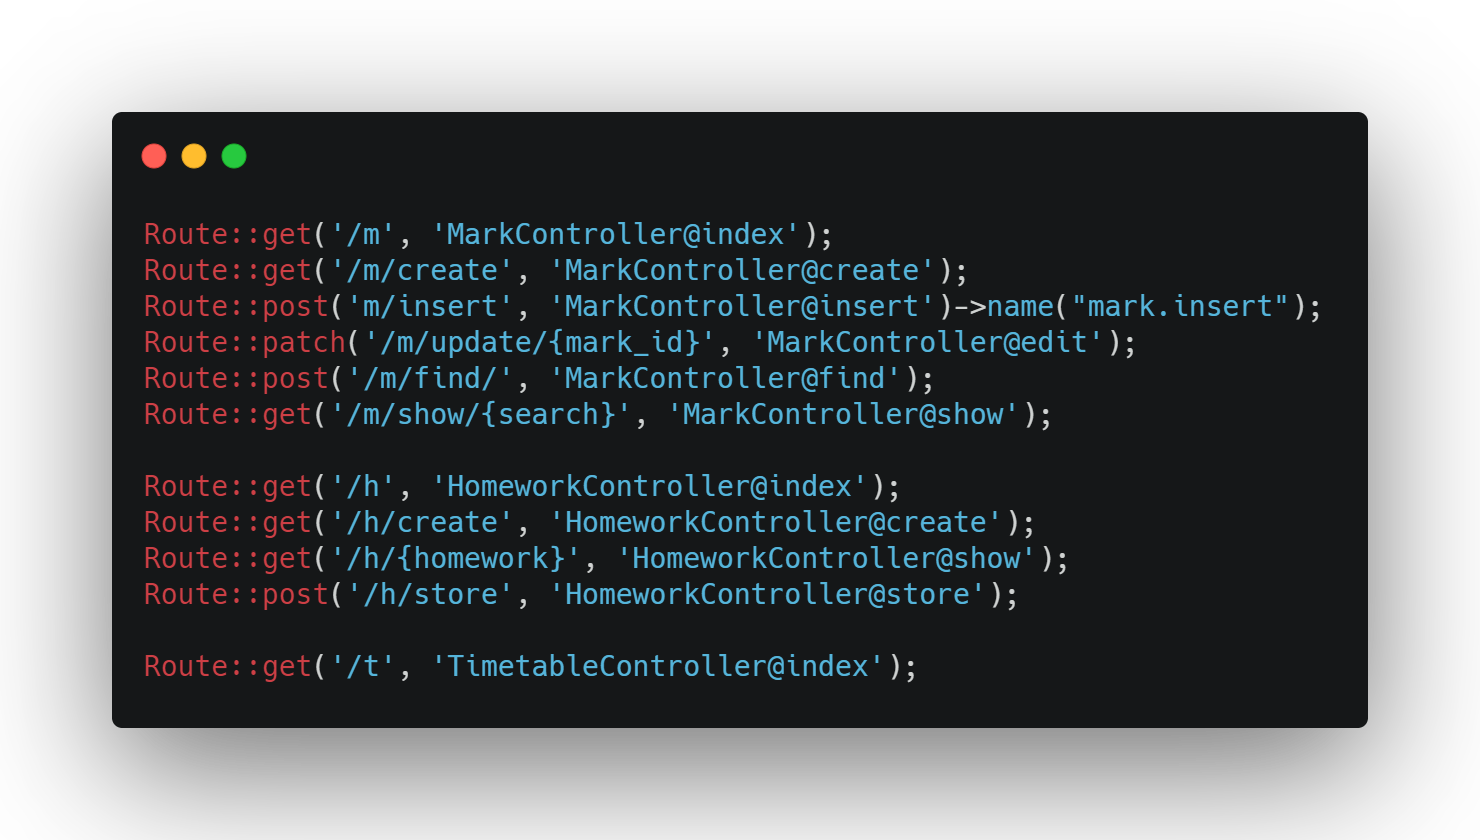 Route::get('/m', 'MarkController@index');
Route::get('/m/create', 'MarkController@create');
Route::post('m/insert', 'MarkController@insert')->name("mark.insert");
Route::patch('/m/update/{mark_id}', 'MarkController@edit');
Route::post('/m/find/', 'MarkController@find');
Route::get('/m/show/{search}', 'MarkController@show');
Route::get('/h', 'HomeworkController@index');
Route::get('/h/create', 'HomeworkController@create');
Route::get('/h/{homework}', 'HomeworkController@show');
Route::post('/h/store', 'HomeworkController@store');
Route::get('/t', 'TimetableController@index');